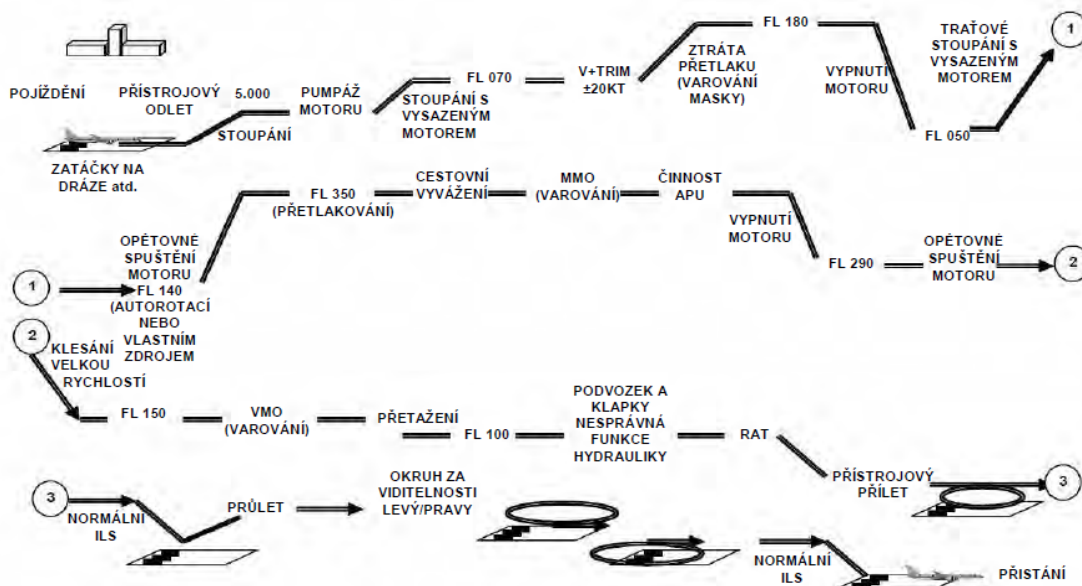 POJÍŽDĚNÍ
ZATÁČKY NA
DRÁZE atd.
PŘÍSTROJOVÝ
ODLET
5.000
STOUPÁNÍ
PUMPÁŽ
MOTORU
FL 070
STOUPÁNÍ S
VYSAZENÝM
MOTOREM
V+TRIM
±20KT
ZTRÁTA
PŘETLAKU
(VAROVÁNÍ
MASKY)
FL 180
VYPNUTÍ
MOTORU
FL 050
TRAŤOVÉ
STOUPÁNÍ S
VYSAZENÝM
MOTOREM
1
1
OPĚTOVNÉ
SPUŠTĚNÍ
MOTORU
FL 140
(AUTOROTACÍ
NEBO
VLASTNÍM
ZDROJEM
FL 350
(PŘETLAKOVÁNÍ)
CESTOVNÍ
VYVÁŽENÍ
MMO
(VAROVÁNÍ)
ČINNOST
APU
VYPNUTÍ
MOTORU
FL 290
OPĚTOVNÉ
SPUŠTĚNÍ
MOTORU
2
2
KLESÁNÍ
VELKOU
RYCHLOSTÍ
FL 150
VMO
(VAROVÁNÍ)
PŘETAŽENÍ
FL 100
PODVOZEK A
KLAPKY
NESPRÁVNÁ
FUNKCE
HYDRAULIKY
RAT
PŘÍSTROJOVÝ
PŘÍLET
3
3
NORMÁLNÍ
ILS
PRŮLET
OKRUH ZA
VIDITELNOSTI
LEVÝ/PRAVY
NORMÁLNÍ
ILS
PŘISTÁNÍ